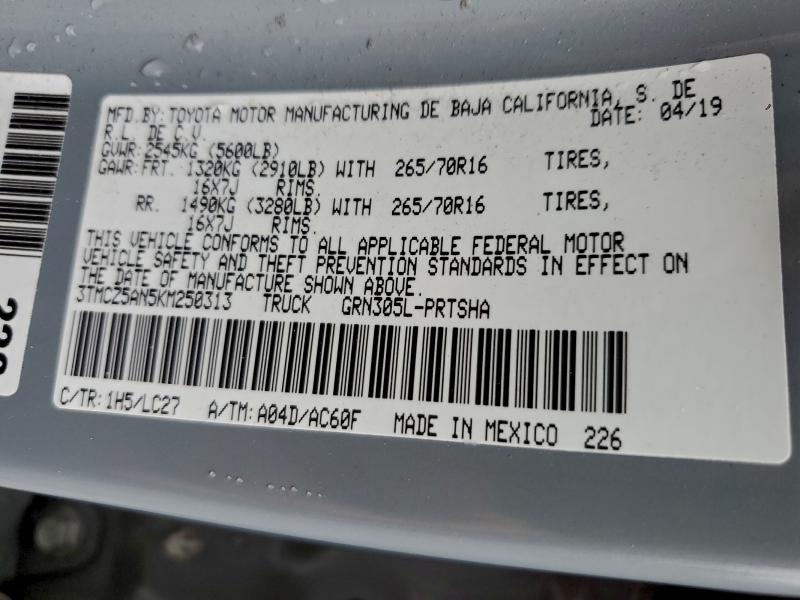 MFD.BY: TOYOTA MOTOR MANUFACTURING DE BAJA CALIFORNIA, S. DE
R.L. DE C.V. DATE: 04/19
GVWR: 2545KG (5600LB)
GAWR: FRT. 1320KG (2910LB) WITH 265/70R16 TIRES,
16X7J RIMS.
RR. 1490KG (3280LB) WITH 265/70R16 TIRES,
16X7J RIMS.
THIS VEHICLE CONFORMS TO ALL APPLICABLE FEDERAL MOTOR
VEHICLE SAFETY AND THEFT PREVENTION STANDARDS IN EFFECT ON
THE DATE OF MANUFACTURE SHOWN ABOVE.
3TMCZ5AN5KM250313 TRUCK GRN305L-PRTSHA
C/TR: 1H5/LC27 A/TM: A04D/AC60F MADE IN MEXICO 226